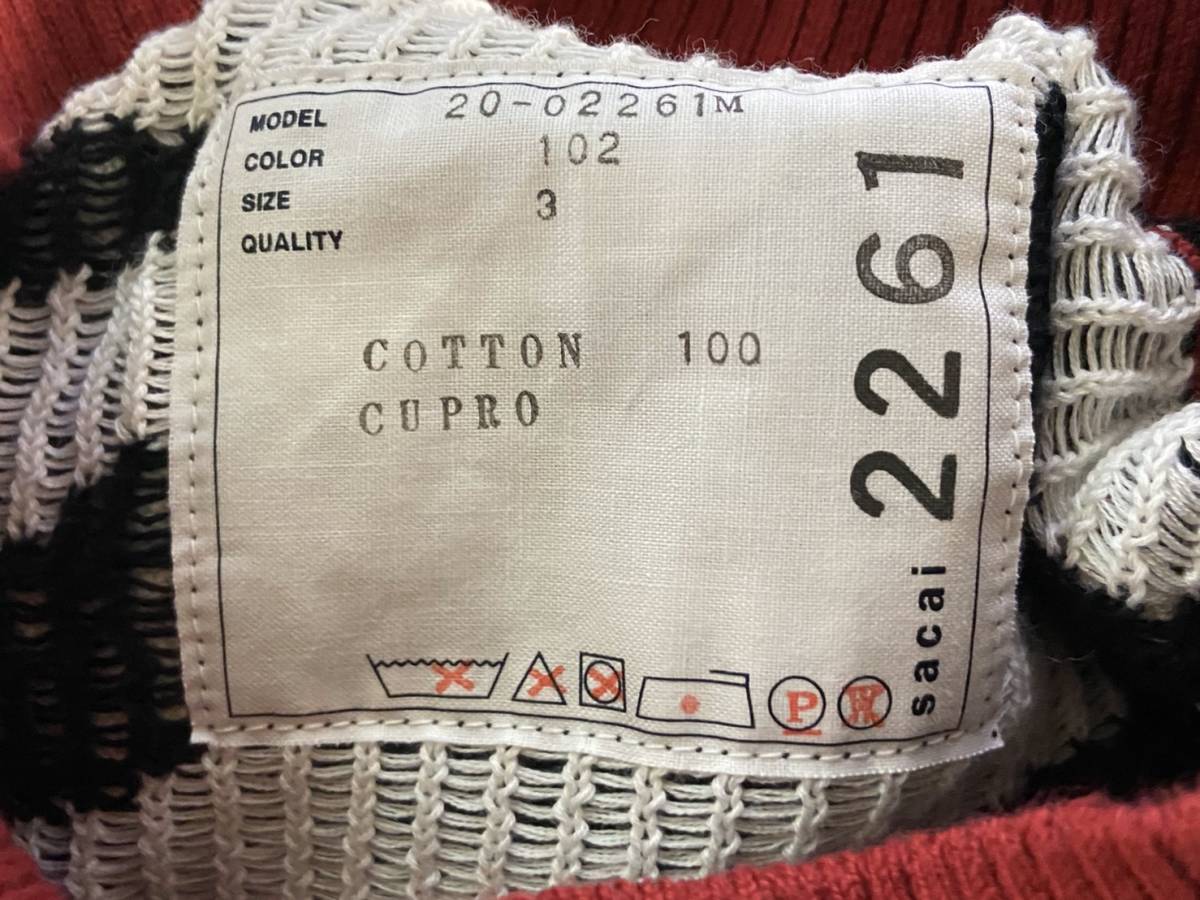 MODEL 20-02261M
COLOR 102
SIZE 3
QUALITY
COTTON 100
CUPRO
P
W
sacai 2261